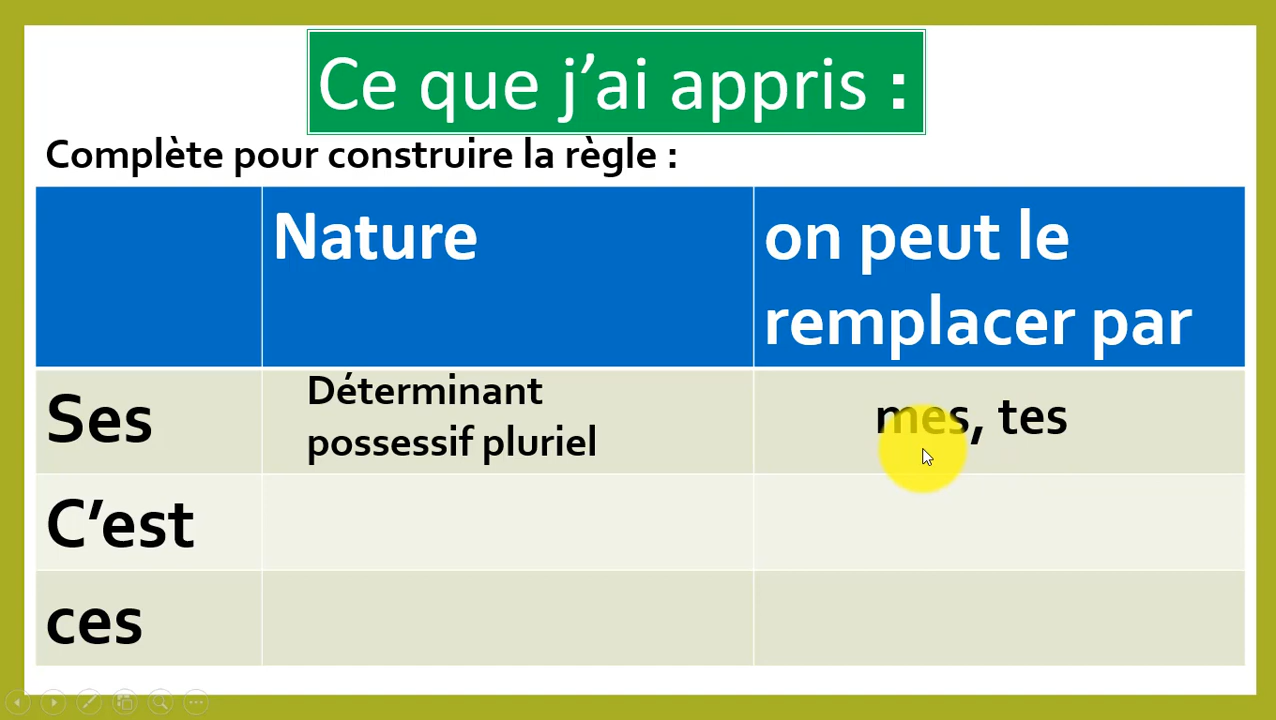 Ce que j’ai appris :
Complète pour construire la règle :
Nature
on peut le
remplacer par
Ses
Déterminant
possessif pluriel
mes, tes
C’est
ces